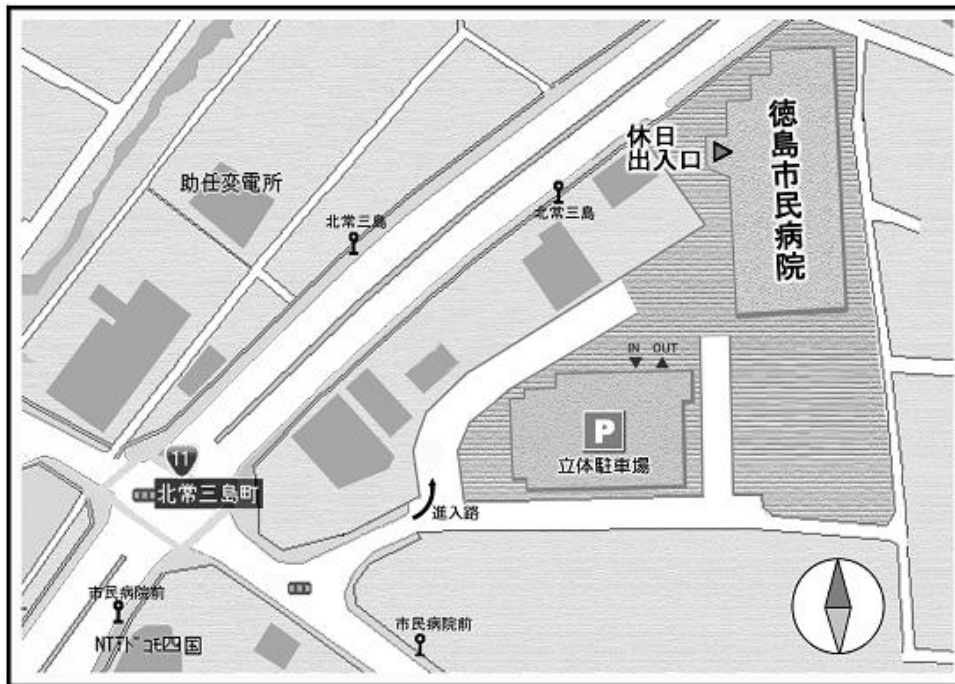 休日
出入口
徳島市民病院
助任変電所
北常三島
北常三島
IN OUT
P
立体駐車場
11
北常三島町
進入路
市民病院前
市民病院前
NTTﾄﾞｺﾓ四国